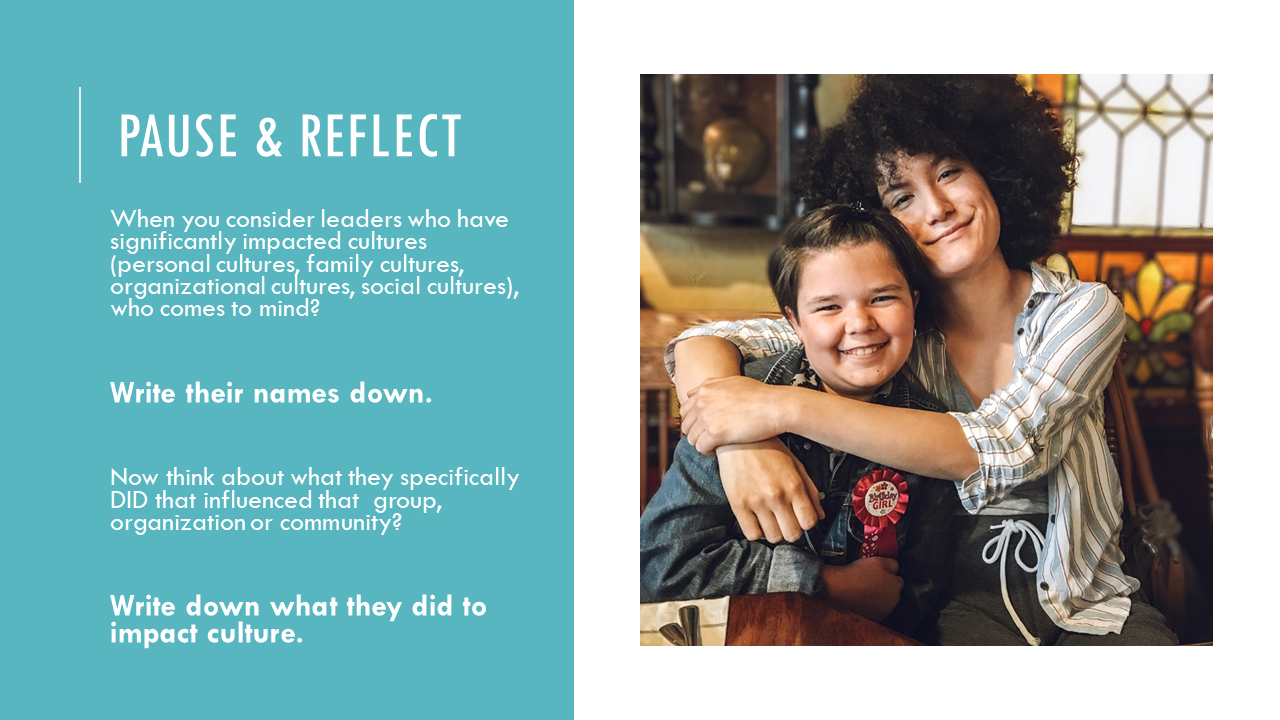 PAUSE & REFLECT
When you consider leaders who have
significantly impacted cultures
(personal cultures, family cultures,
organizational cultures, social cultures),
who comes to mind?
Write their names down.
Now think about what they specifically
DID that influenced that  group,
organization or community?
Write down what they did to
impact culture.
Birthday
GIRL